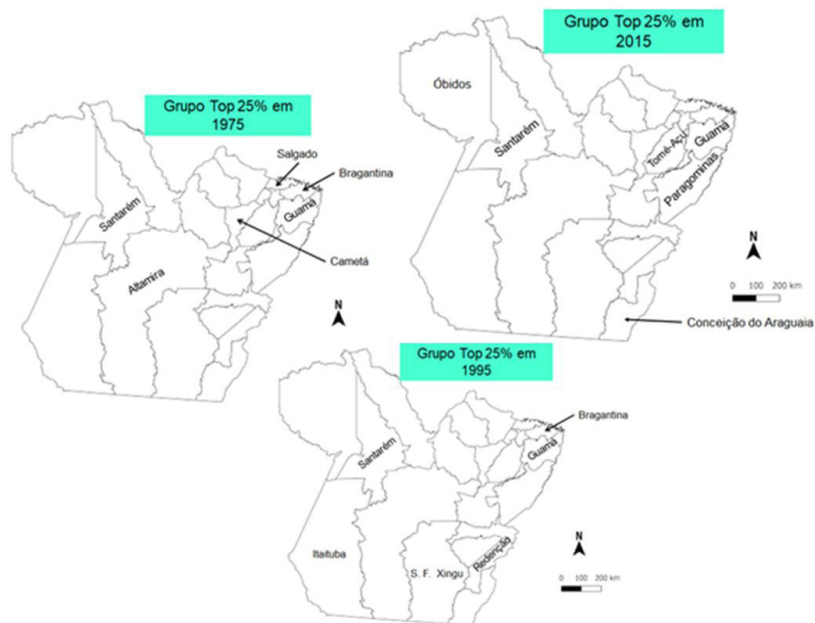 Grupo Top 25% em
1975
Salgado
Bragantina
Guamá
Santarém
Cametá
Altamira
N
Grupo Top 25% em
2015
Óbidos
Santarém
Tomé-Açu
Guamá
Paragominas
N
0 100 200 km
Conceição do Araguaia
Grupo Top 25% em
1995
Bragantina
Guamá
Santarém
Itaituba
S. F. Xingu
Redenção
N
0 100 200 km